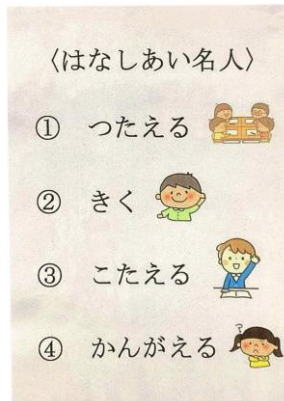 〈はなしあい名人〉
① つたえる
② きく
③ こたえる
④ かんがえる
?